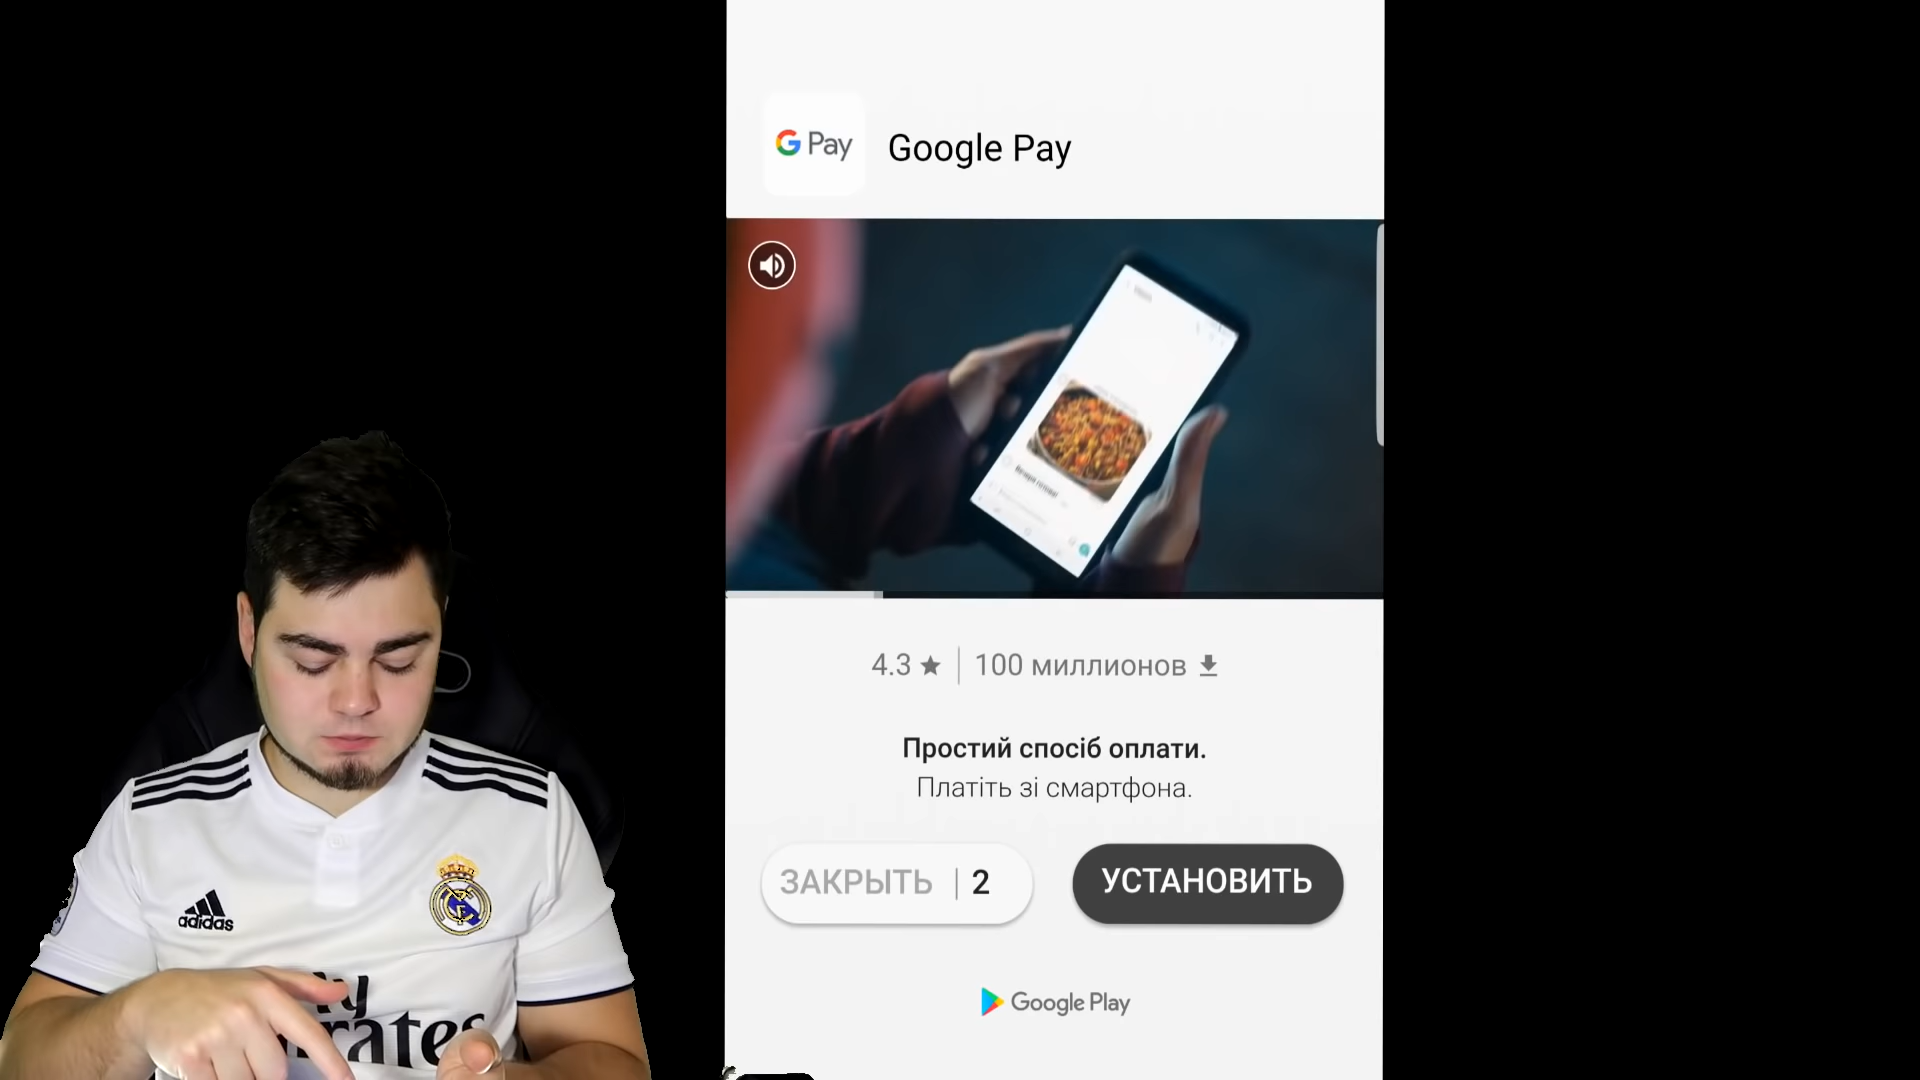 G Pay
Google Pay
4.3 ★ | 100 миллионов
Простий спосіб оплати.
Платіть зі смартфона.
ЗАКРЫТЬ | 2
УСТАНОВИТЬ
Google Play
adidas